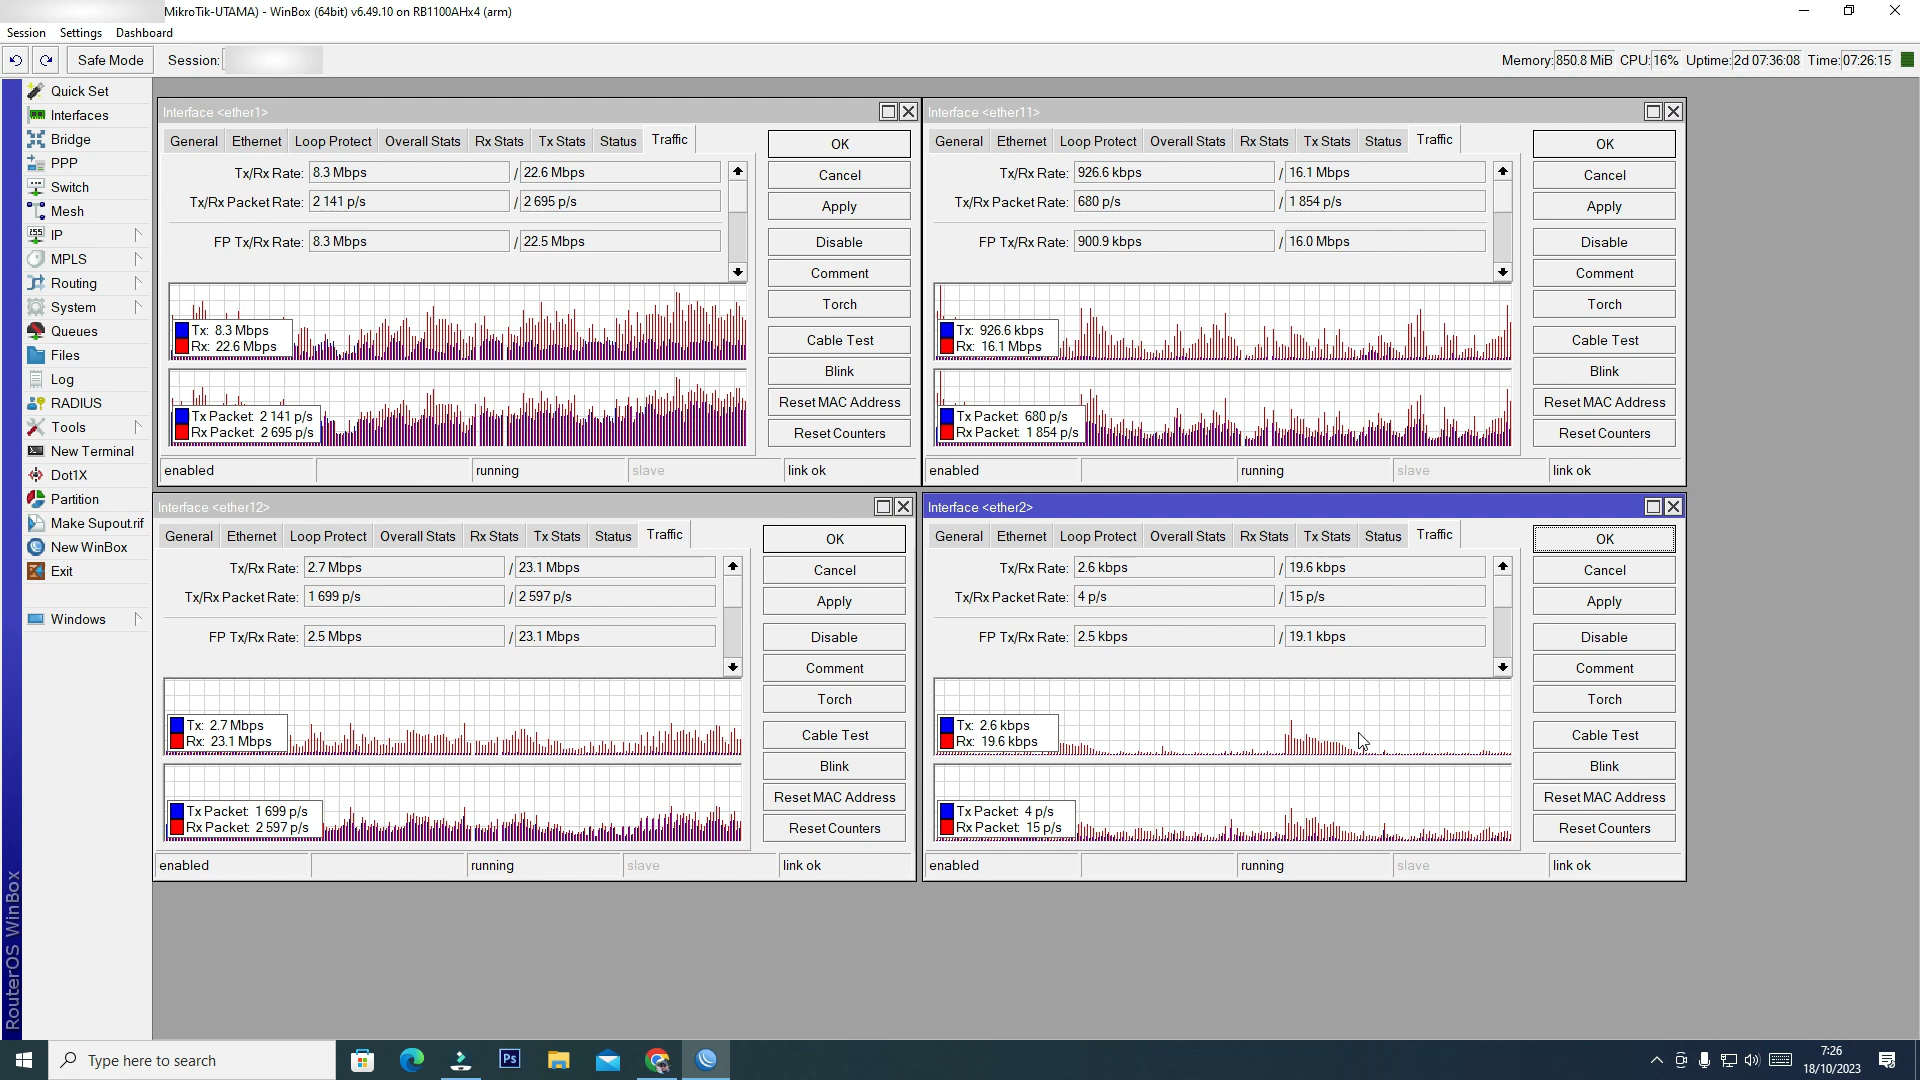 MikroTik-UTAMA) - WinBox (64bit) v6.49.10 on RB1100AHx4 (arm)
Session Settings Dashboard
Safe Mode Session: Memory: 850.8 MiB CPU: 16% Uptime: 2d 07:36:08 Time: 07:26:15
Quick Set
Interfaces
Bridge
PPP
Switch
Mesh
IP
MPLS
Routing
System
Queues
Files
Log
RADIUS
Tools
New Terminal
Dot1X
Partition
Make Supout.rif
New WinBox
Exit
Windows
RouterOS WinBox
Interface <ether1>
General Ethernet Loop Protect Overall Stats Rx Stats Tx Stats Status Traffic
Tx/Rx Rate: 8.3 Mbps / 22.6 Mbps
Tx/Rx Packet Rate: 2 141 p/s / 2 695 p/s
FP Tx/Rx Rate: 8.3 Mbps / 22.5 Mbps
Tx: 8.3 Mbps
Rx: 22.6 Mbps
Tx Packet: 2 141 p/s
Rx Packet: 2 695 p/s
OK
Cancel
Apply
Disable
Comment
Torch
Cable Test
Blink
Reset MAC Address
Reset Counters
enabled running slave link ok
Interface <ether11>
General Ethernet Loop Protect Overall Stats Rx Stats Tx Stats Status Traffic
Tx/Rx Rate: 926.6 kbps / 16.1 Mbps
Tx/Rx Packet Rate: 680 p/s / 1 854 p/s
FP Tx/Rx Rate: 900.9 kbps / 16.0 Mbps
Tx: 926.6 kbps
Rx: 16.1 Mbps
Tx Packet: 680 p/s
Rx Packet: 1 854 p/s
OK
Cancel
Apply
Disable
Comment
Torch
Cable Test
Blink
Reset MAC Address
Reset Counters
enabled running slave link ok
Interface <ether12>
General Ethernet Loop Protect Overall Stats Rx Stats Tx Stats Status Traffic
Tx/Rx Rate: 2.7 Mbps / 23.1 Mbps
Tx/Rx Packet Rate: 1 699 p/s / 2 597 p/s
FP Tx/Rx Rate: 2.5 Mbps / 23.1 Mbps
Tx: 2.7 Mbps
Rx: 23.1 Mbps
Tx Packet: 1 699 p/s
Rx Packet: 2 597 p/s
OK
Cancel
Apply
Disable
Comment
Torch
Cable Test
Blink
Reset MAC Address
Reset Counters
enabled running slave link ok
Interface <ether2>
General Ethernet Loop Protect Overall Stats Rx Stats Tx Stats Status Traffic
Tx/Rx Rate: 2.6 kbps / 19.6 kbps
Tx/Rx Packet Rate: 4 p/s / 15 p/s
FP Tx/Rx Rate: 2.5 kbps / 19.1 kbps
Tx: 2.6 kbps
Rx: 19.6 kbps
Tx Packet: 4 p/s
Rx Packet: 15 p/s
OK
Cancel
Apply
Disable
Comment
Torch
Cable Test
Blink
Reset MAC Address
Reset Counters
enabled running slave link ok
Type here to search
Ps
7:26
18/10/2023